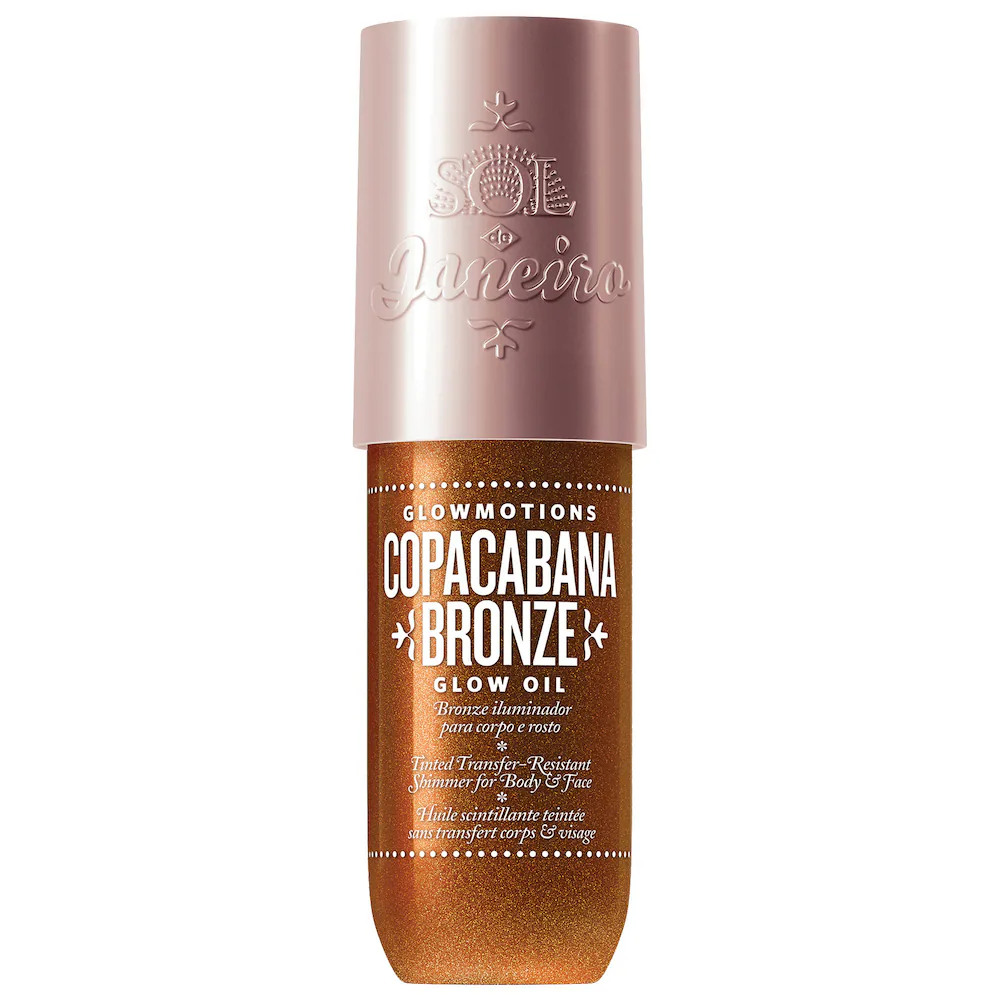 SOL
de
Janeiro
GLOWMOTIONS
COPACABANA
BRONZE
GLOW OIL
Bronze iluminador
para corpo e rosto
*
Tinted Transfer-Resistant
Shimmer for Body & Face
*
Huile scintillante teintée
sans transfert corps & visage